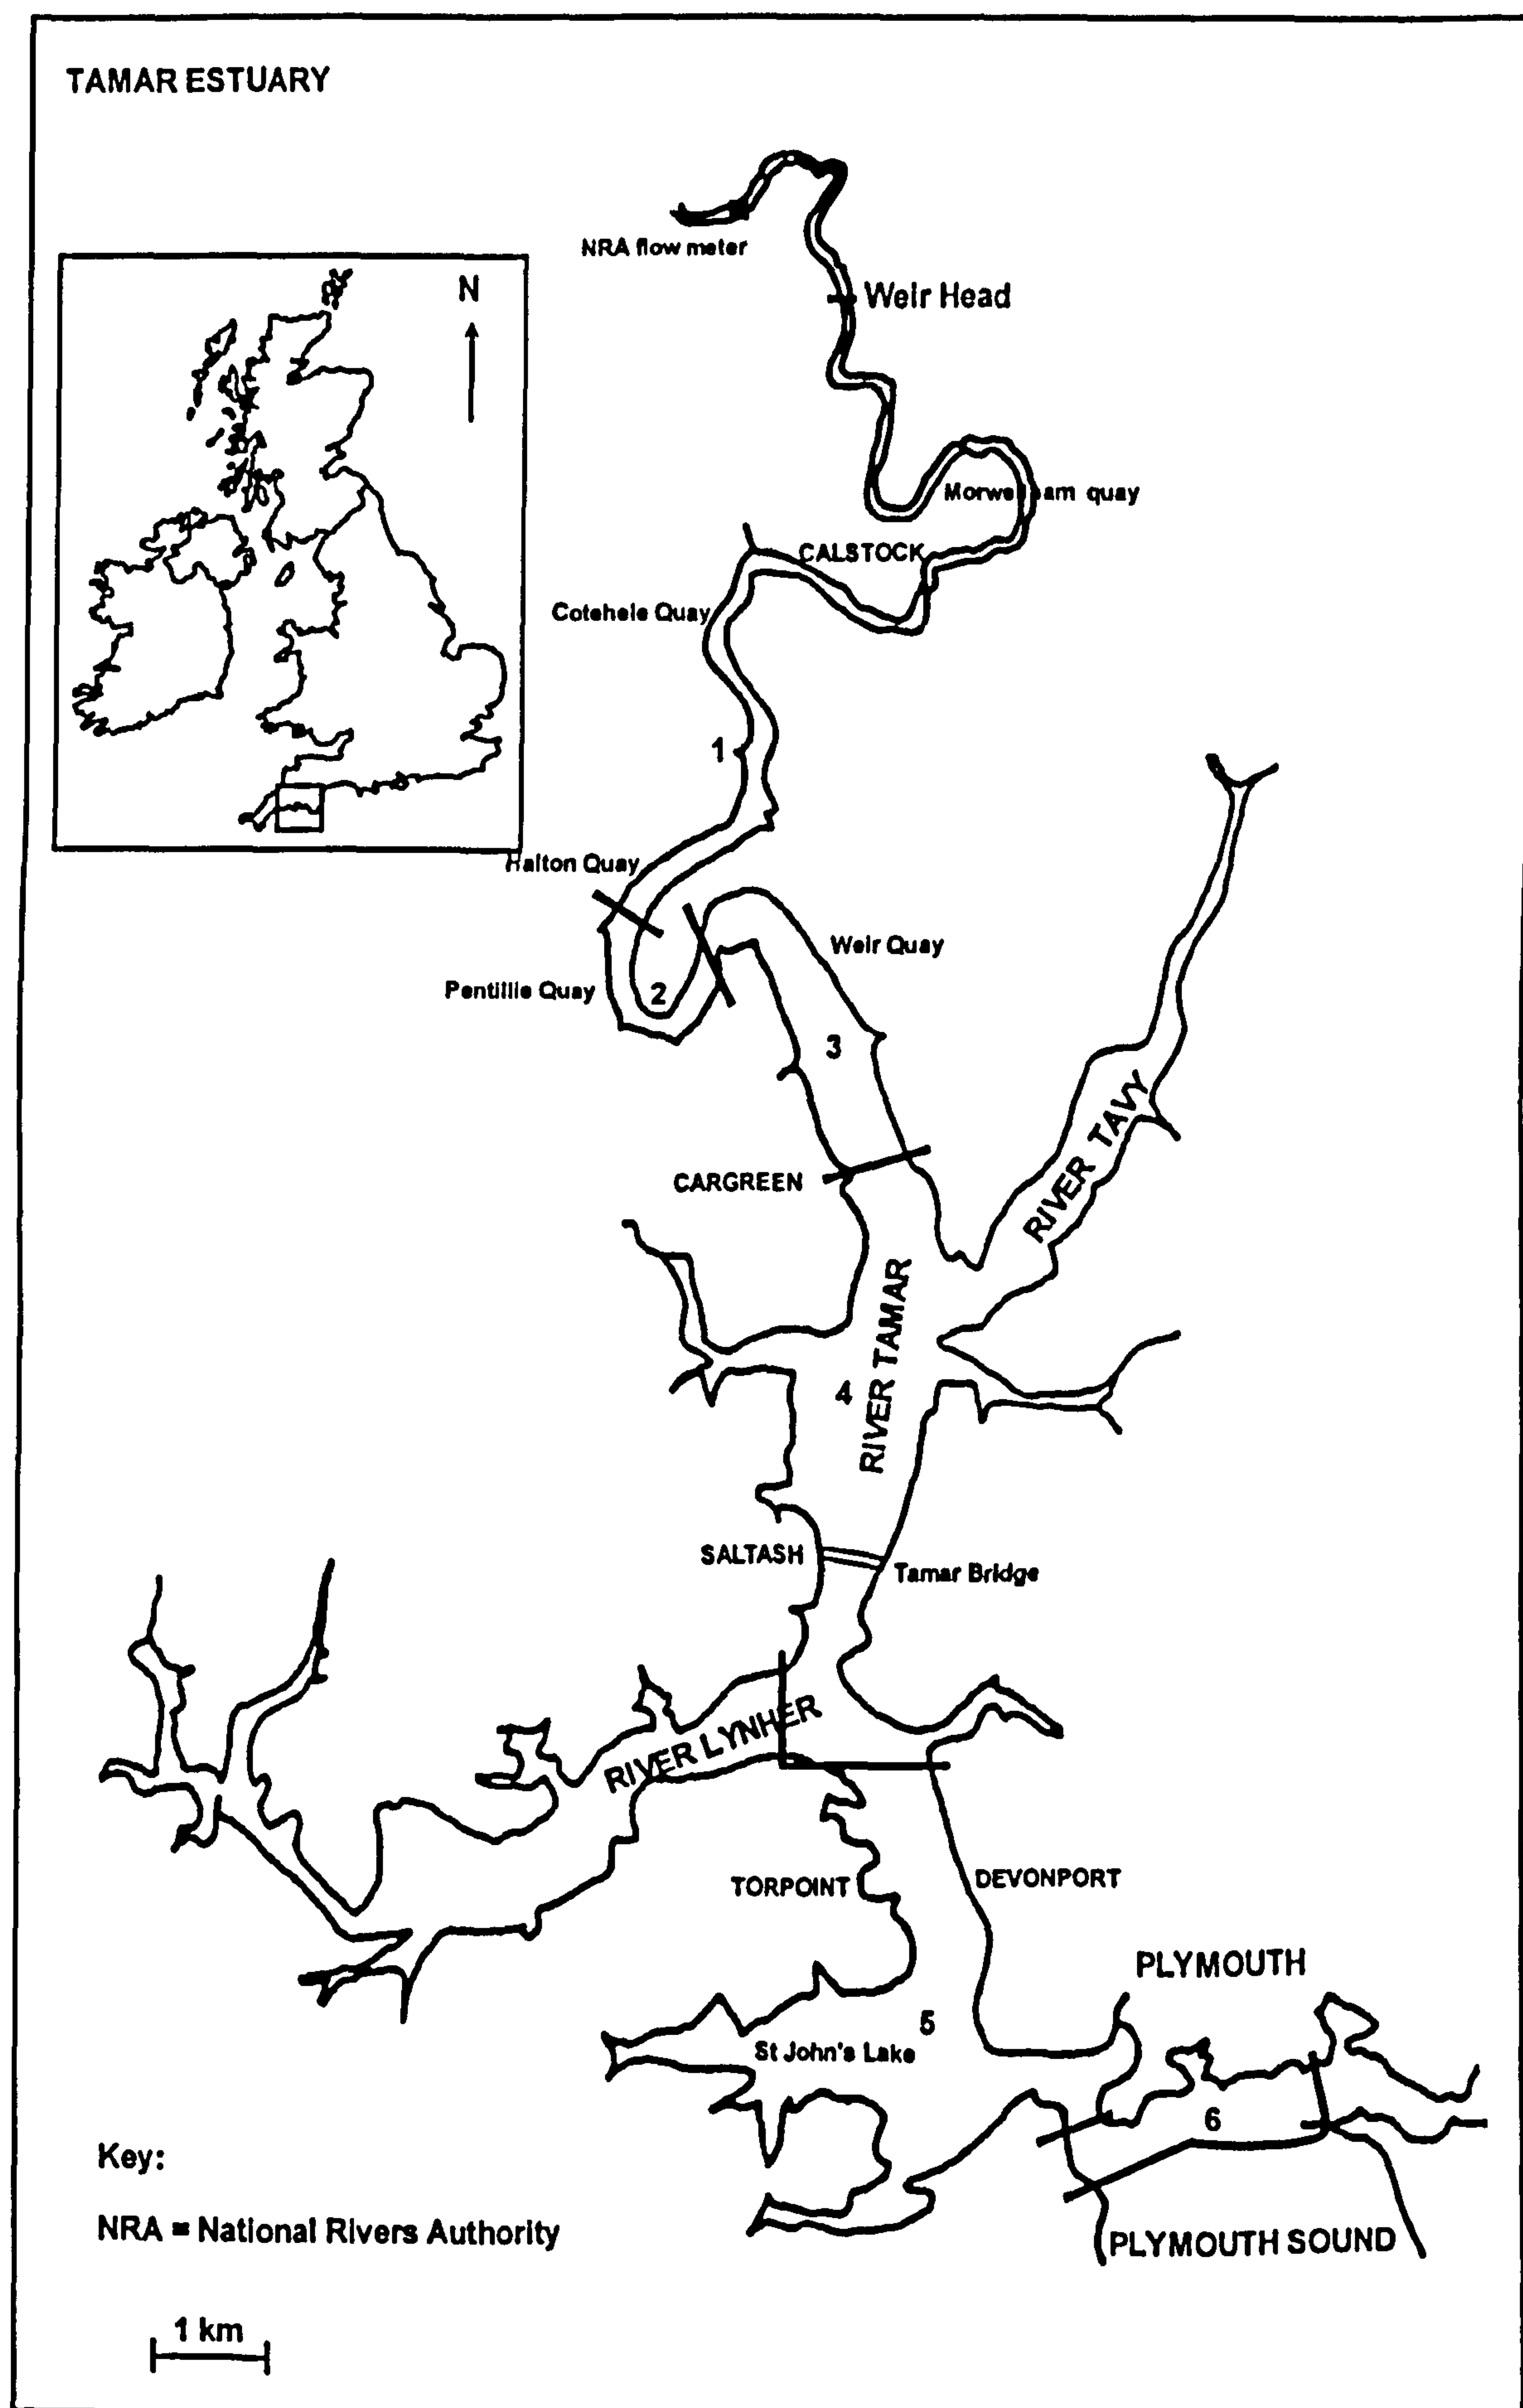 TAMAR ESTUARY
NRA flow meter
N
Weir Head
Morwe am quay
CALSTOCK
Cotehele Quay
1
Halton Quay
Weir Quay
Pentillie Quay
2
3
RIVER TAVY
CARGREEN
RIVER TAMAR
4
SALTASH
Tamar Bridge
RIVER LYNHER
TORPOINT
DEVONPORT
PLYMOUTH
5
St John's Lake
6
Key:
NRA = National Rivers Authority
PLYMOUTH SOUND
1 km